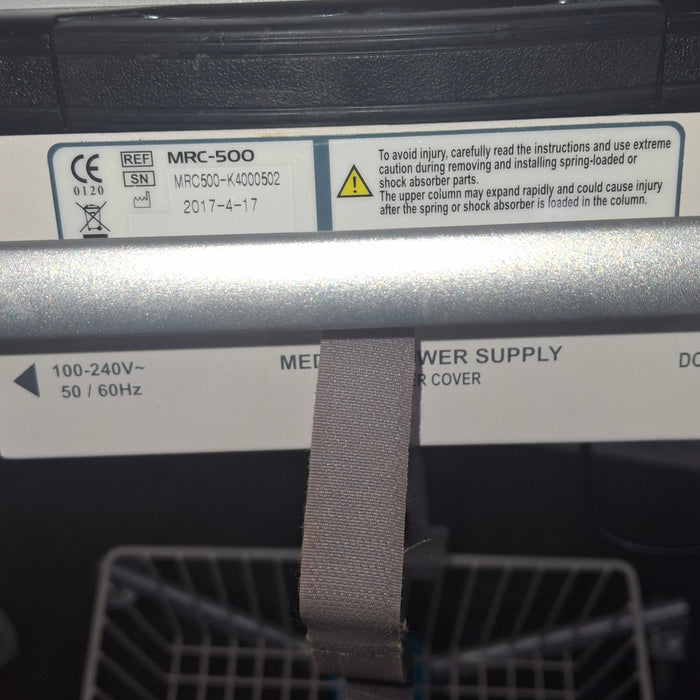 CE
0120
REF MRC-500
SN MRC500-K4000502
2017-4-17
To avoid injury, carefully read the instructions and use extreme
caution during removing and installing spring-loaded or
shock absorber parts.
The upper column may expand rapidly and could cause injury
after the spring or shock absorber is loaded in the column.
100-240V~
50 / 60Hz
MED WER SUPPLY
R COVER
DC